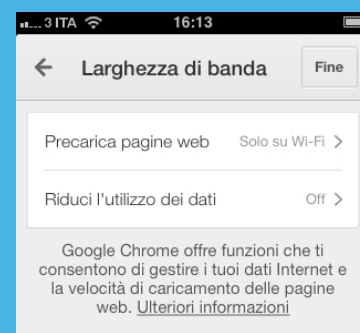 3 ITA 16:13
Larghezza di banda Fine
Precarica pagine web Solo su Wi-Fi
Riduci l'utilizzo dei dati Off
Google Chrome offre funzioni che ti
consentono di gestire i tuoi dati Internet e
la velocità di caricamento delle pagine
web. Ulteriori informazioni